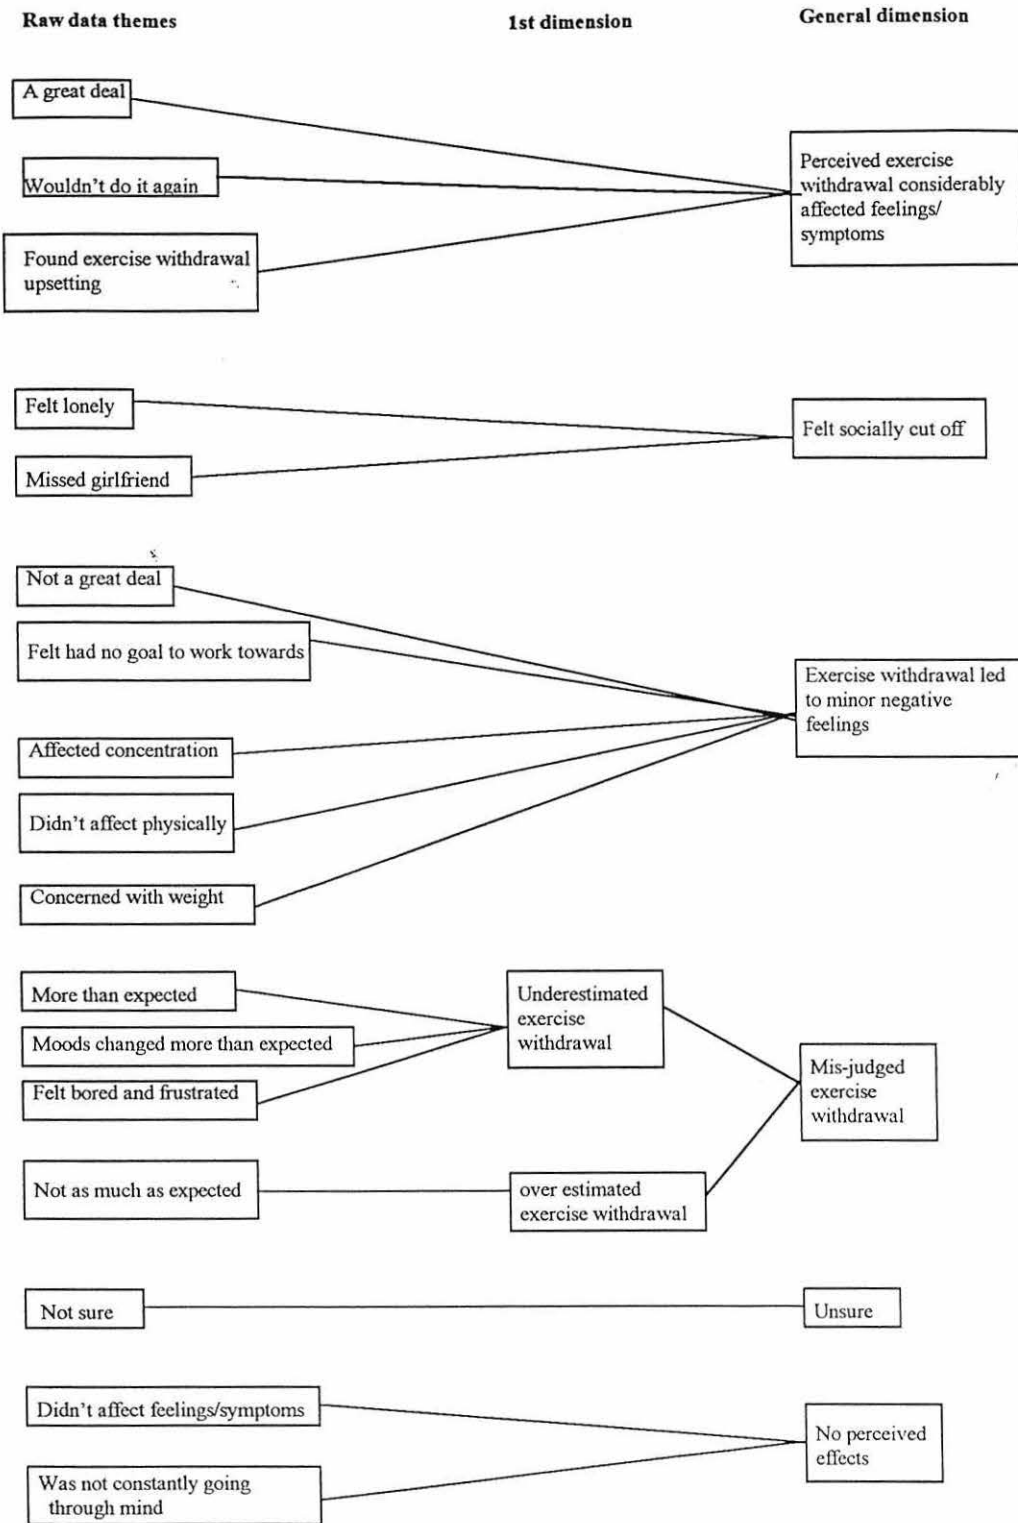 Raw data themes
1st dimension
General dimension
A great deal
Wouldn't do it again
Found exercise withdrawal
upsetting
Perceived exercise
withdrawal considerably
affected feelings/
symptoms
Felt lonely
Missed girlfriend
Felt socially cut off
Not a great deal
Felt had no goal to work towards
Affected concentration
Didn't affect physically
Concerned with weight
Exercise withdrawal led
to minor negative
feelings
More than expected
Moods changed more than expected
Felt bored and frustrated
Not as much as expected
Underestimated
exercise
withdrawal
over estimated
exercise withdrawal
Mis-judged
exercise
withdrawal
Not sure
Unsure
Didn't affect feelings/symptoms
Was not constantly going
through mind
No perceived
effects